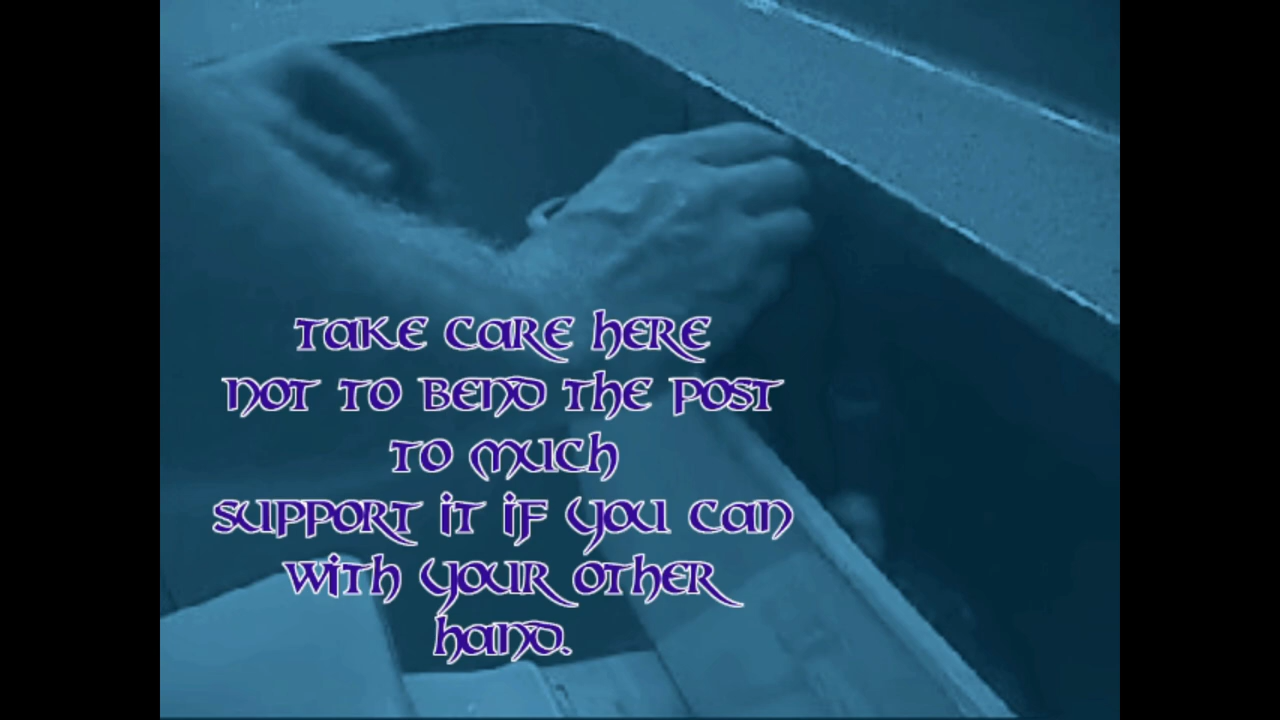 Take care here
not to bend the post
to much
support it if you can
with your other
hand.